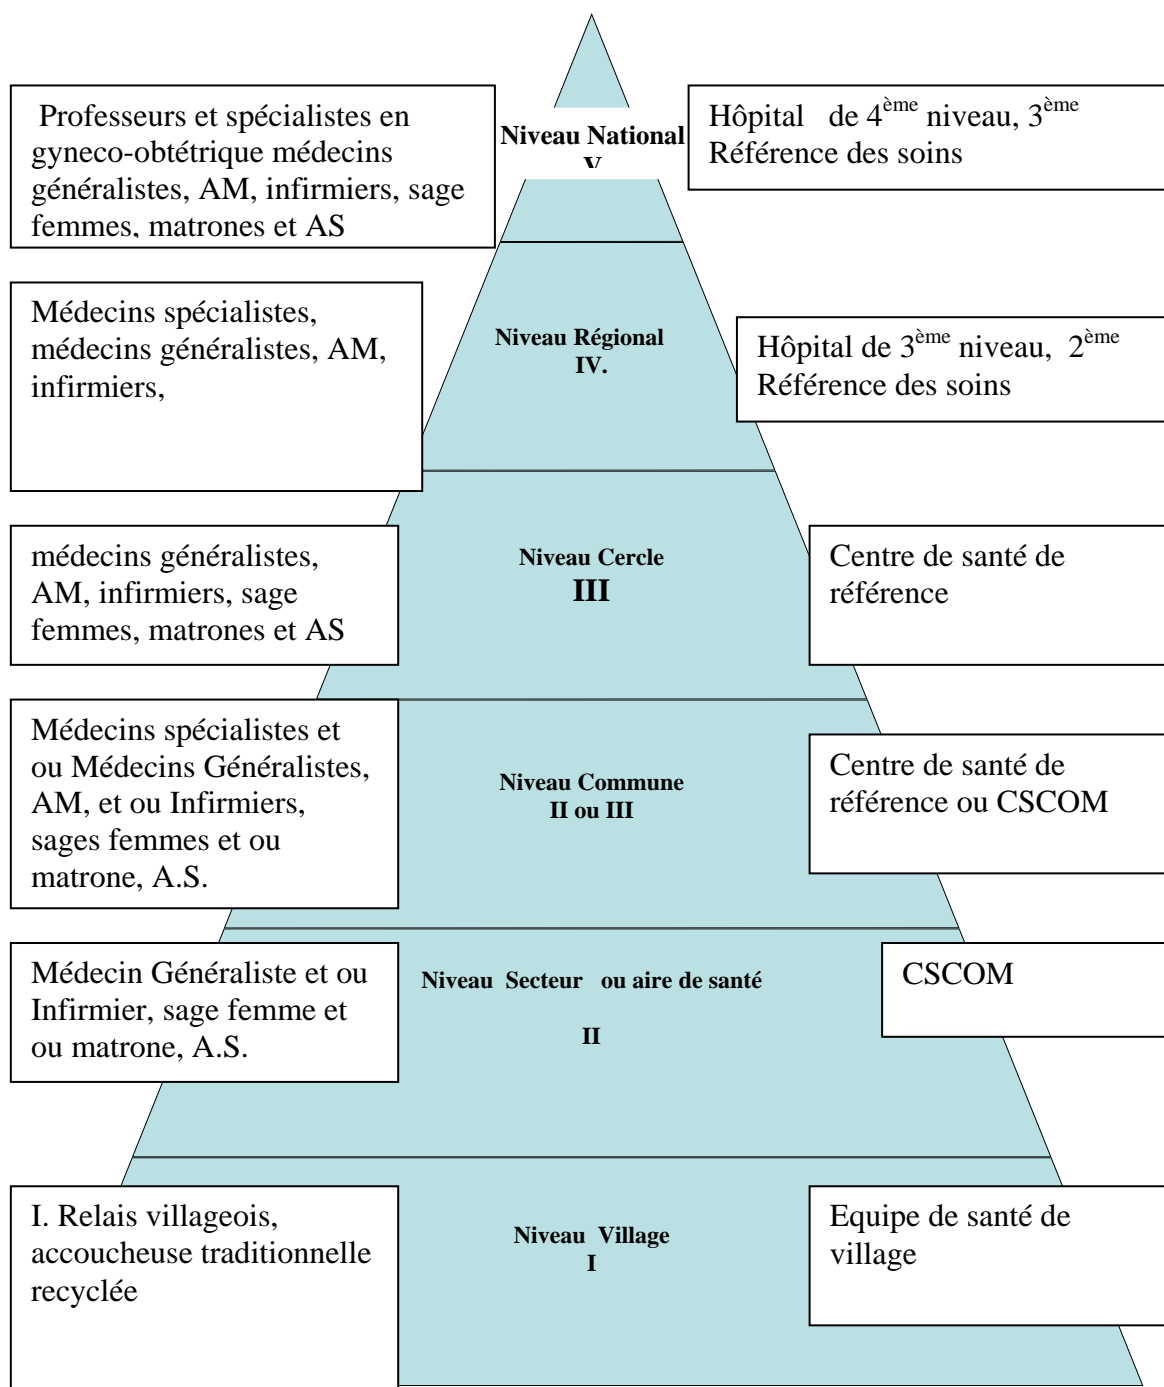 Professeurs et spécialistes en
gyneco-obtétrique médecins
généralistes, AM, infirmiers, sage
femmes, matrones et AS
Niveau National
V
Hôpital de 4ème niveau, 3ème
Référence des soins
Médecins spécialistes,
médecins généralistes, AM,
infirmiers,
Niveau Régional
IV.
Hôpital de 3ème niveau, 2ème
Référence des soins
médecins généralistes,
AM, infirmiers, sage
femmes, matrones et AS
Niveau Cercle
III
Centre de santé de
référence
Médecins spécialistes et
ou Médecins Généralistes,
AM, et ou Infirmiers,
sages femmes et ou
matrone, A.S.
Niveau Commune
II ou III
Centre de santé de
référence ou CSCOM
Médecin Généraliste et ou
Infirmier, sage femme et
ou matrone, A.S.
Niveau Secteur ou aire de santé
II
CSCOM
I. Relais villageois,
accoucheuse traditionnelle
recyclée
Niveau Village
I
Equipe de santé de
village